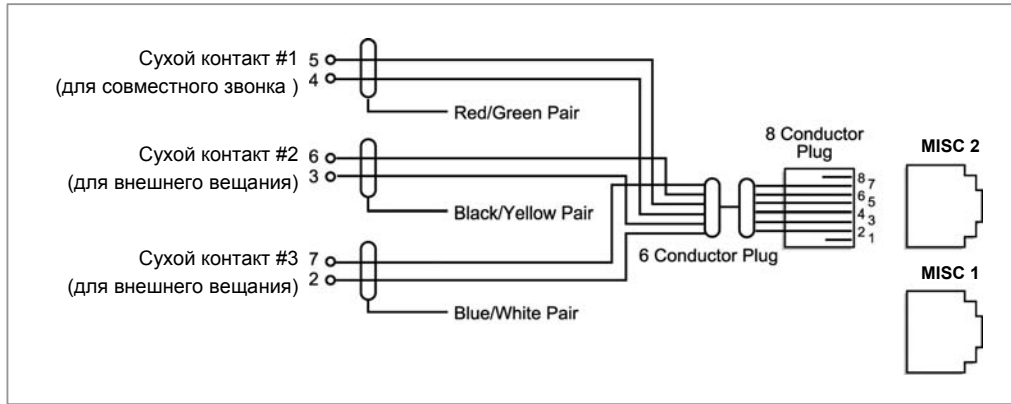 Сухой контакт #1 5
(для совместного звонка ) 4
Red/Green Pair
Сухой контакт #2 6
(для внешнего вещания) 3
Black/Yellow Pair
Сухой контакт #3 7
(для внешнего вещания) 2
Blue/White Pair
6 Conductor Plug
8 Conductor
Plug
8
7
6
5
4
3
2
1
MISC 2
MISC 1